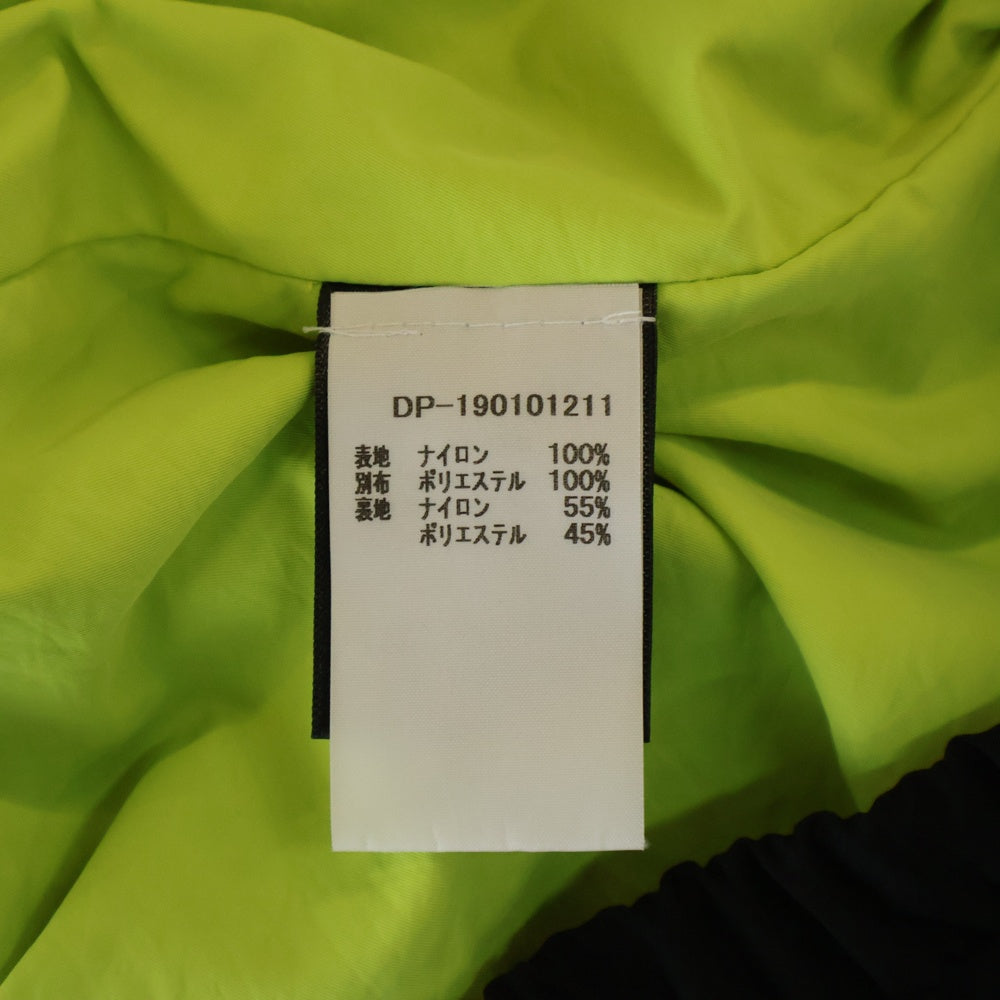 DP-190101211
表地 ナイロン 100%
別布 ポリエステル 100%
裏地 ナイロン 55%
ポリエステル 45%